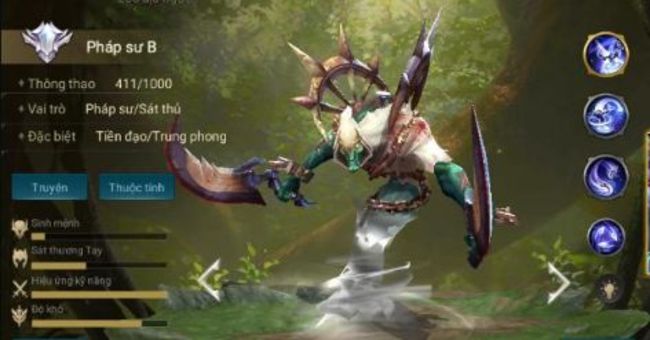 Pháp sư B
+ Thông thạo 411/1000
+ Vai trò Pháp sư/Sát thủ
+ Đặc biệt Tiền đạo/Trung phong
Truyện Thuộc tính
Sinh mệnh
Sát thương Tay
Hiệu ứng kỹ năng
Độ khó